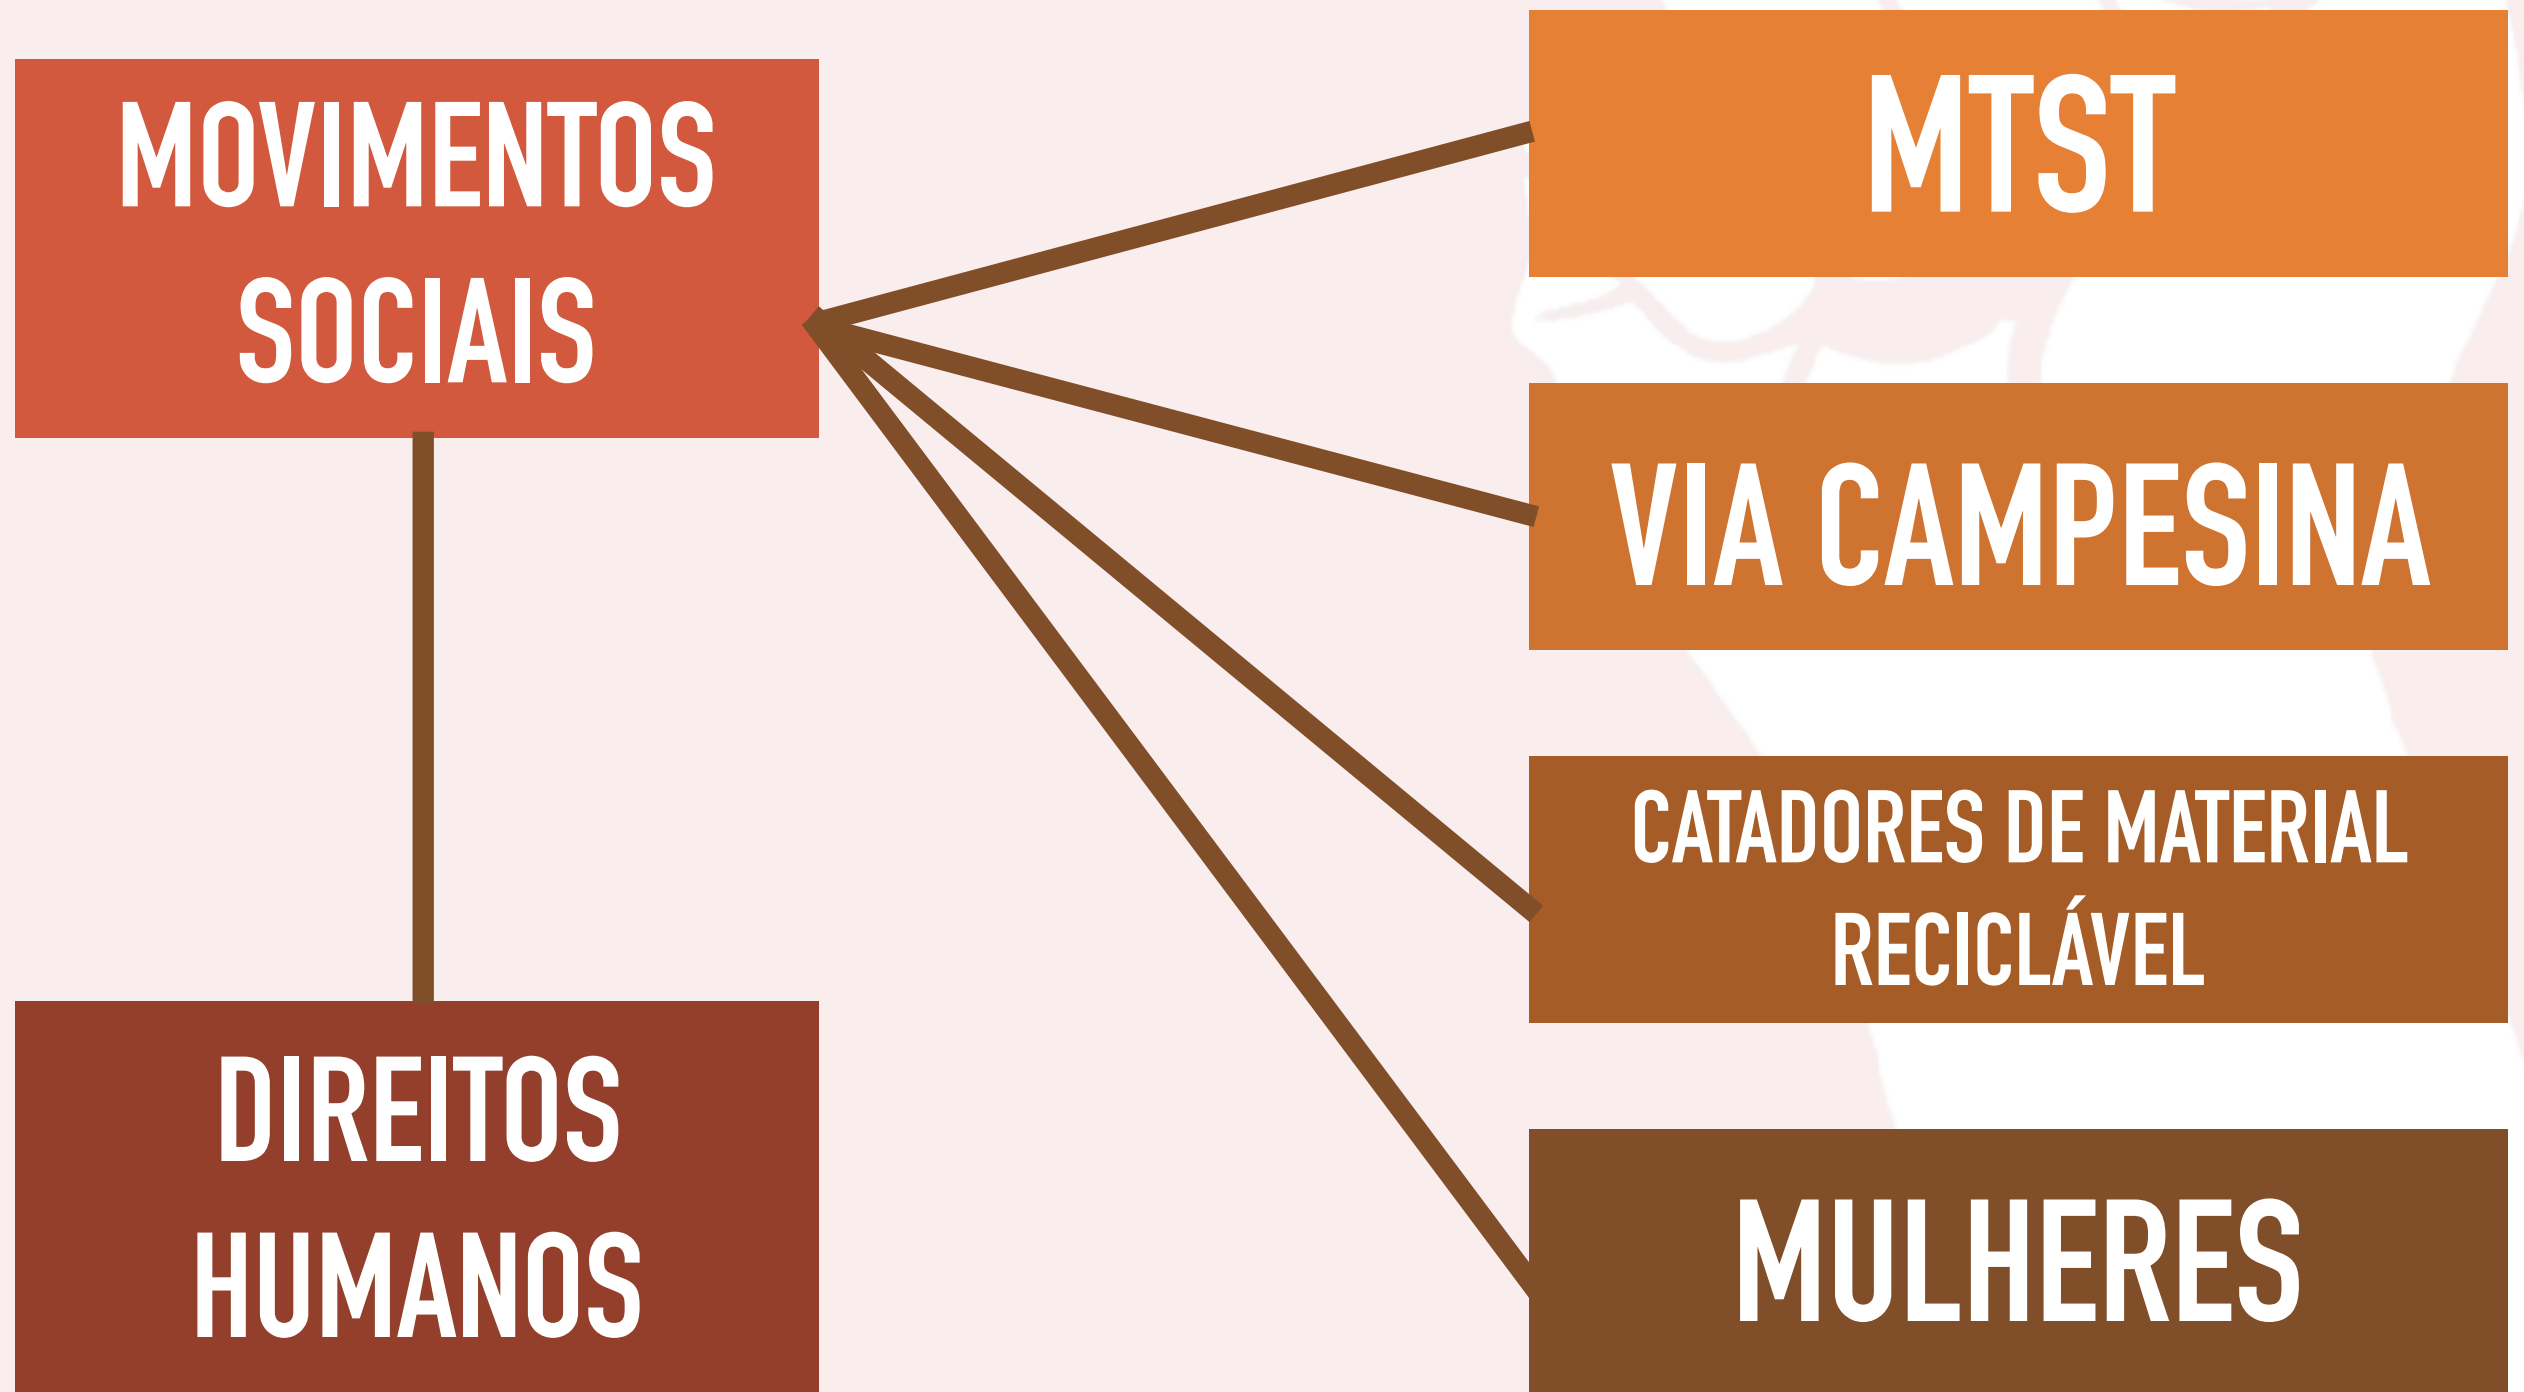 MOVIMENTOS
SOCIAIS
DIREITOS
HUMANOS
MTST
VIA CAMPESINA
CATADORES DE MATERIAL
RECICLÁVEL
MULHERES